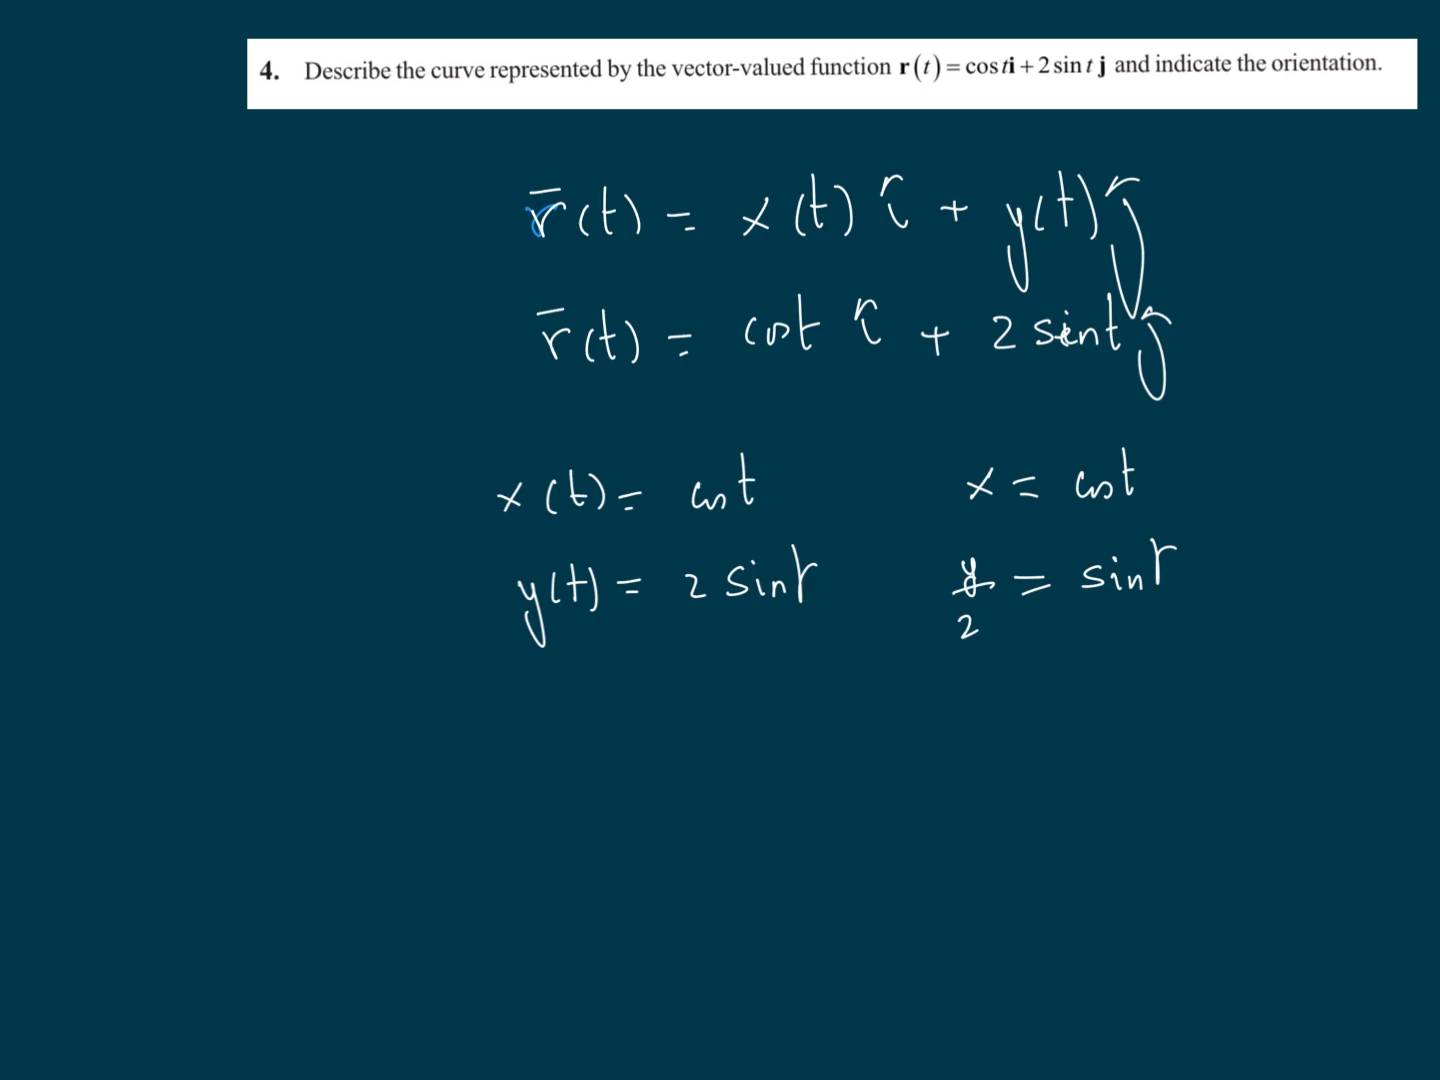 4. Describe the curve represented by the vector-valued function r(t) = cos ti + 2 sin t j and indicate the orientation.
r̄(t) = x(t) î + y(t) ĵ
r̄(t) = cost î + 2 sint ĵ
x(t) = cost x = cost
y(t) = 2 sint y/2 = sint